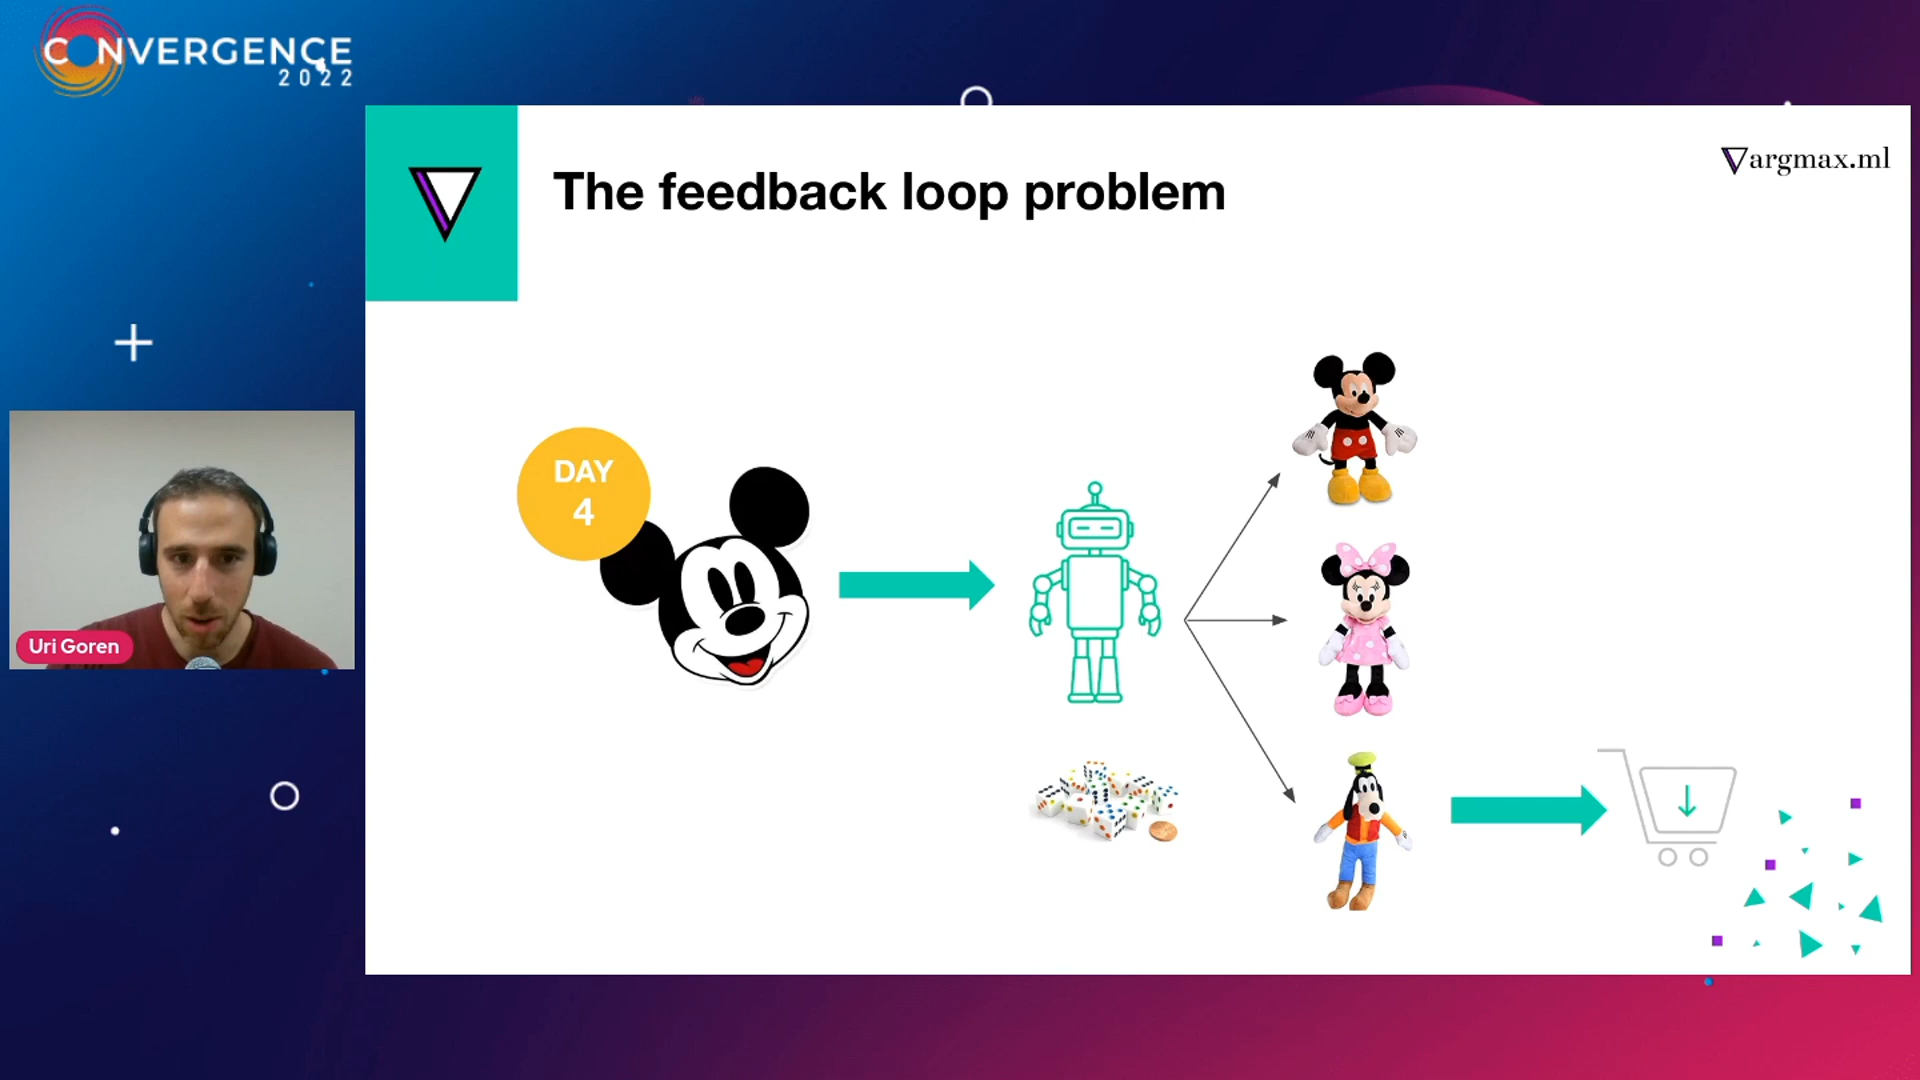 CONVERGENCE
2022
The feedback loop problem
argmax.ml
DAY
4
Uri Goren